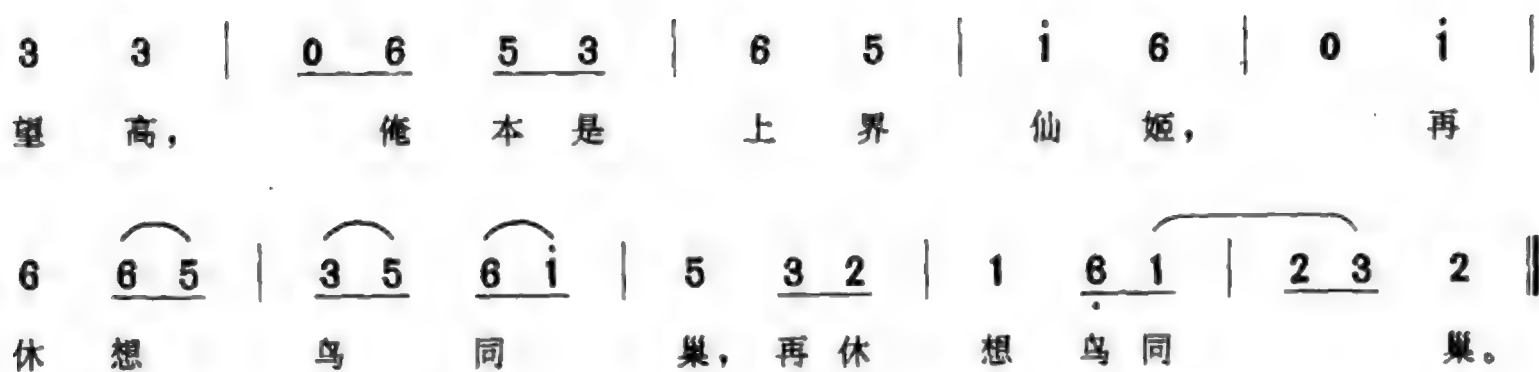 3 3 | 0 6 5 3 | 6 5 | i 6 | 0 i |
望 高， 俺 本 是 上 界 仙 姬， 再
6 6 5 | 3 5 6 i | 5 3 2 | 1 6 1 | 2 3 2 ‖
休 想 鸟 同 巢，再 休 想 鸟 同 巢。